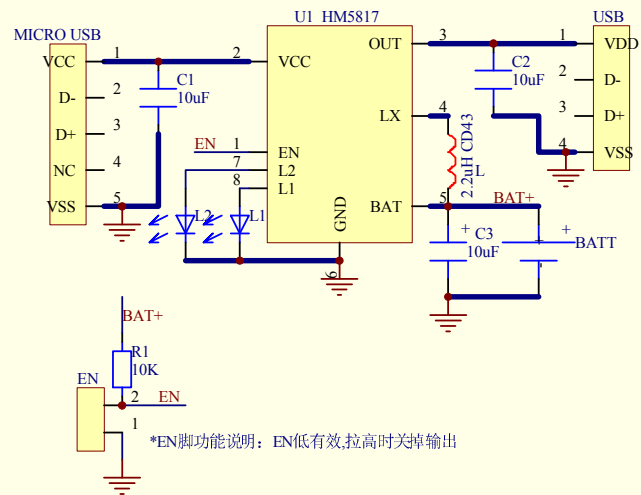 U1 HM5817
MICRO USB
USB
VCC
1
2
VCC
OUT
3
1
VDD
C1
10uF
C2
10uF
D-
2
2
D-
D+
3
LX
4
3
D+
EN
1
EN
NC
4
7
L2
4
VSS
8
L1
2.2uH CD43
L
VSS
5
BAT
5
BAT+
L2
L1
GND
6
+
C3
10uF
+
+
BATT
BAT+
R1
10K
EN
2
EN
1
*EN脚功能说明：EN低有效,拉高时关掉输出